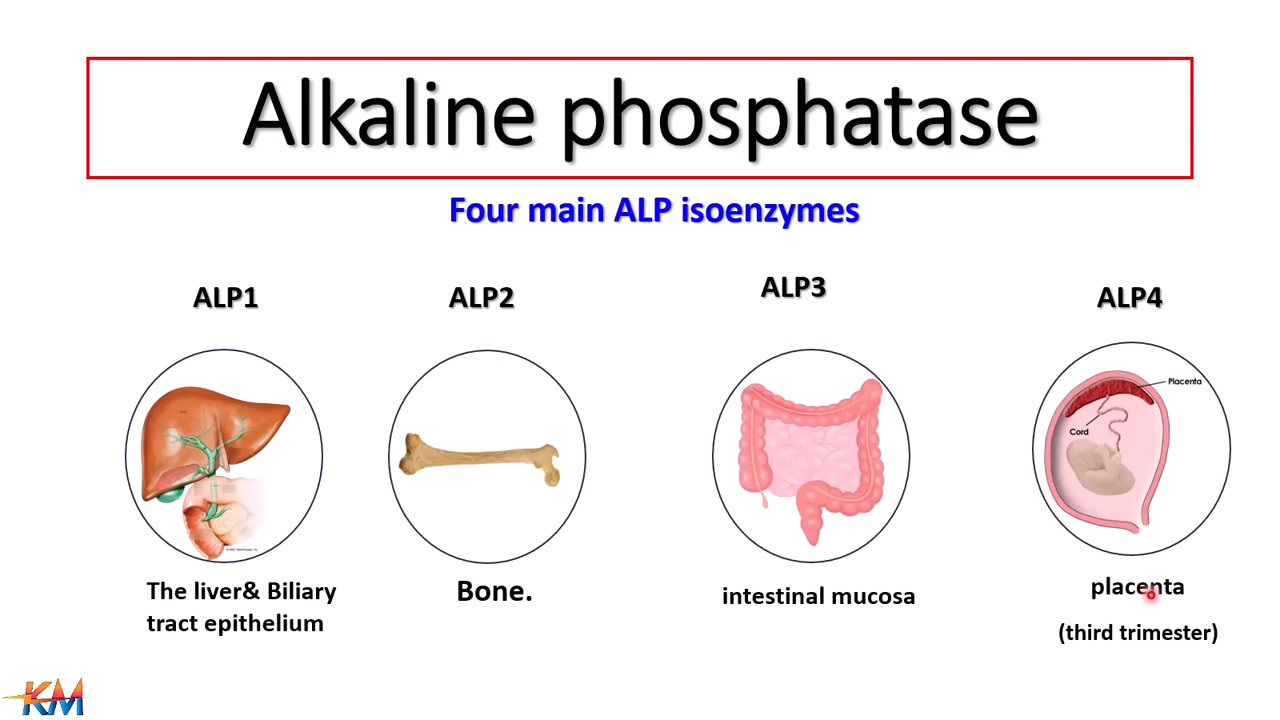 Alkaline phosphatase
Four main ALP isoenzymes
ALP1
ALP2
ALP3
ALP4
Placenta
Cord
The liver& Biliary
tract epithelium
Bone.
intestinal mucosa
placenta
(third trimester)
KM